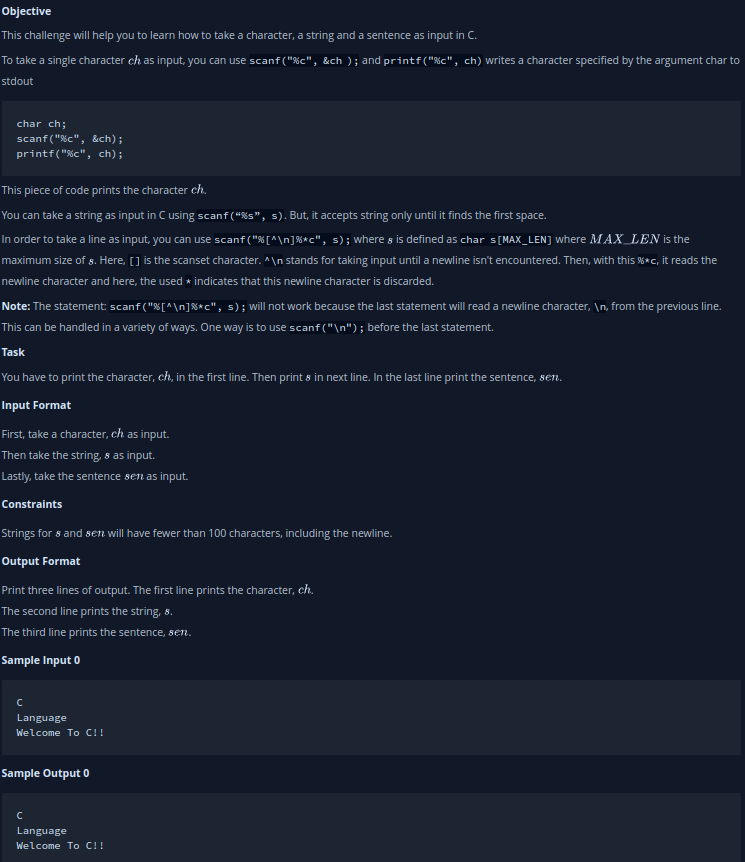 Objective
This challenge will help you to learn how to take a character, a string and a sentence as input in C.
To take a single character ch as input, you can use scanf("%c", &ch ); and printf("%c", ch) writes a character specified by the argument char to
stdout
char ch;
scanf("%c", &ch);
printf("%c", ch);
This piece of code prints the character ch.
You can take a string as input in C using scanf(“%s”, s). But, it accepts string only until it finds the first space.
In order to take a line as input, you can use scanf("%[^\n]%*c", s); where s is defined as char s[MAX_LEN] where MAX_LEN is the
maximum size of s. Here, [] is the scanset character. ^\n stands for taking input until a newline isn't encountered. Then, with this %*c, it reads the
newline character and here, the used * indicates that this newline character is discarded.
Note: The statement: scanf("%[^\n]%*c", s); will not work because the last statement will read a newline character, \n, from the previous line.
This can be handled in a variety of ways. One way is to use scanf("\n"); before the last statement.
Task
You have to print the character, ch, in the first line. Then print s in next line. In the last line print the sentence, sen.
Input Format
First, take a character, ch as input.
Then take the string, s as input.
Lastly, take the sentence sen as input.
Constraints
Strings for s and sen will have fewer than 100 characters, including the newline.
Output Format
Print three lines of output. The first line prints the character, ch.
The second line prints the string, s.
The third line prints the sentence, sen.
Sample Input 0
C
Language
Welcome To C!!
Sample Output 0
C
Language
Welcome To C!!